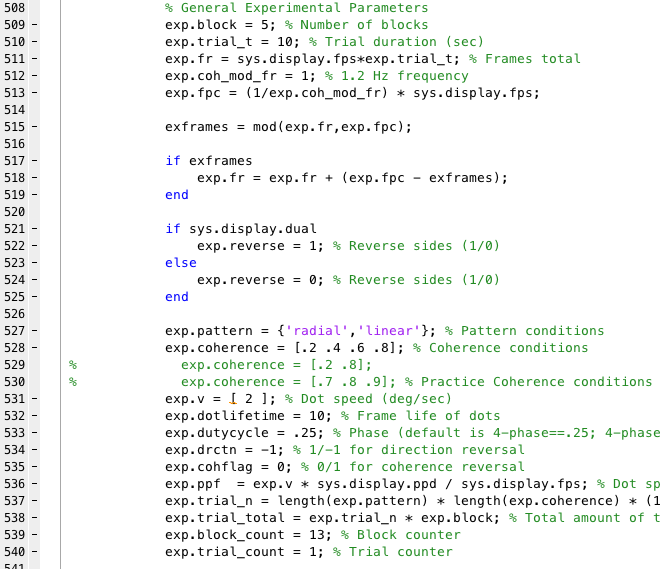 508 % General Experimental Parameters
509 - exp.block = 5; % Number of blocks
510 - exp.trial_t = 10; % Trial duration (sec)
511 - exp.fr = sys.display.fps*exp.trial_t; % Frames total
512 - exp.coh_mod_fr = 1; % 1.2 Hz frequency
513 - exp.fpc = (1/exp.coh_mod_fr) * sys.display.fps;
514
515 - exframes = mod(exp.fr,exp.fpc);
516
517 - if exframes
518 - exp.fr = exp.fr + (exp.fpc - exframes);
519 - end
520
521 - if sys.display.dual
522 - exp.reverse = 1; % Reverse sides (1/0)
523 - else
524 - exp.reverse = 0; % Reverse sides (1/0)
525 - end
526
527 - exp.pattern = {'radial','linear'}; % Pattern conditions
528 - exp.coherence = [.2 .4 .6 .8]; % Coherence conditions
529 % exp.coherence = [.2 .8];
530 % exp.coherence = [.7 .8 .9]; % Practice Coherence conditions
531 - exp.v = [ 2 ]; % Dot speed (deg/sec)
532 - exp.dotlifetime = 10; % Frame life of dots
533 - exp.dutycycle = .25; % Phase (default is 4-phase==.25; 4-phase
534 - exp.drctn = -1; % 1/-1 for direction reversal
535 - exp.cohflag = 0; % 0/1 for coherence reversal
536 - exp.ppf = exp.v * sys.display.ppd / sys.display.fps; % Dot sp
537 - exp.trial_n = length(exp.pattern) * length(exp.coherence) * (1
538 - exp.trial_total = exp.trial_n * exp.block; % Total amount of t
539 - exp.block_count = 13; % Block counter
540 - exp.trial_count = 1; % Trial counter
541